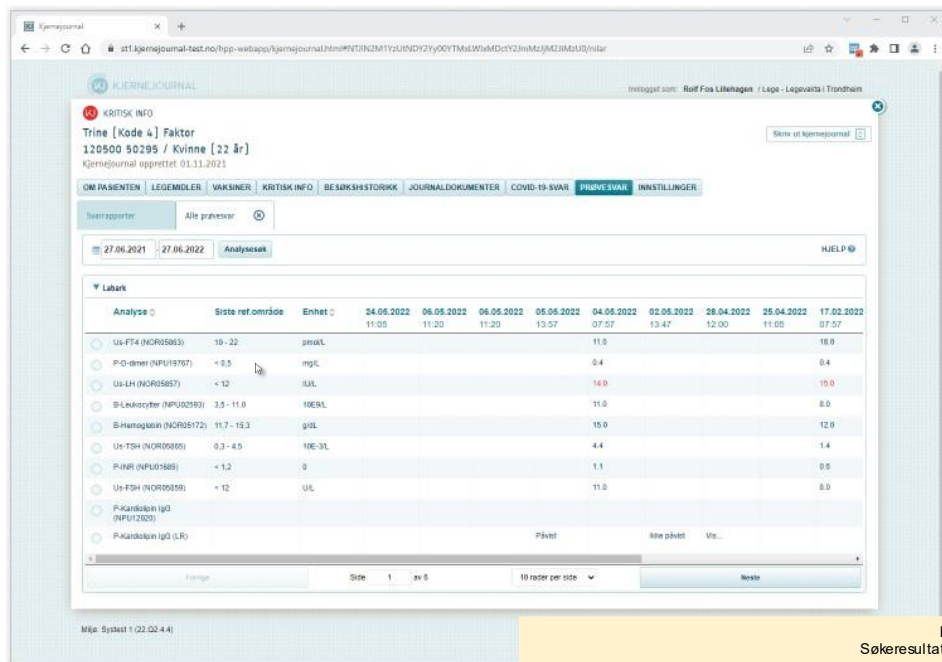 Kjernejournal
st1.kjernejournal-test.no/hpp-webapp/kjernejournal.html#
KJERNEJOURNAL
Innlogget som: Rolf Fos Lillehagen / Lege - Legevakta i Trondheim
KRITISK INFO
Trine [Kode 4] Faktor
Skriv ut kjernejournal
120500 50295 / Kvinne [22 år]
Kjernejournal opprettet 01.11.2021
OM PASIENTEN LEGEMIDLER VAKSINER KRITISK INFO BESØKSHISTORIKK JOURNALDOKUMENTER COVID-19-SVAR PRØVESVAR INNSTILLINGER
Svarrapporter Alle prøvesvar
27.06.2021 - 27.06.2022 Analysesøk HJELP
Labark
Analyse Siste ref.område Enhet 24.05.2022 06.05.2022 06.05.2022 05.05.2022 04.05.2022 02.05.2022 28.04.2022 25.04.2022 17.02.2022
11:05 11:20 11:20 13:57 07:57 13:47 12:00 11:05 07:57
Us-FT4 (NOR05863) 10 - 22 pmol/L 11.0 18.0
P-D-dimer (NPU19767) < 0,5 mg/L 0.4 0.4
Us-LH (NOR05857) < 12 IU/L 14.0 15.0
B-Leukocytter (NPU02593) 3,5 - 11,0 10E9/L 11.0 8.0
B-Hemoglobin (NOR05172) 11,7 - 15,3 g/dL 15.0 12.0
Us-TSH (NOR05865) 0,3 - 4,5 10E-3/L 4.4 1.4
P-INR (NPU01685) < 1,2 0 1.1 0.5
Us-FSH (NOR05859) < 12 U/L 11.0 8.0
P-Kardiolipin IgG
(NPU12020)
P-Kardiolipin IgG (LR) Påvist Ikke påvist Vis...
Forrige Side 1 av 6 10 rader per side Neste
Miljø: Systest 1 (22.Q2.4.4)
Søkeresultat